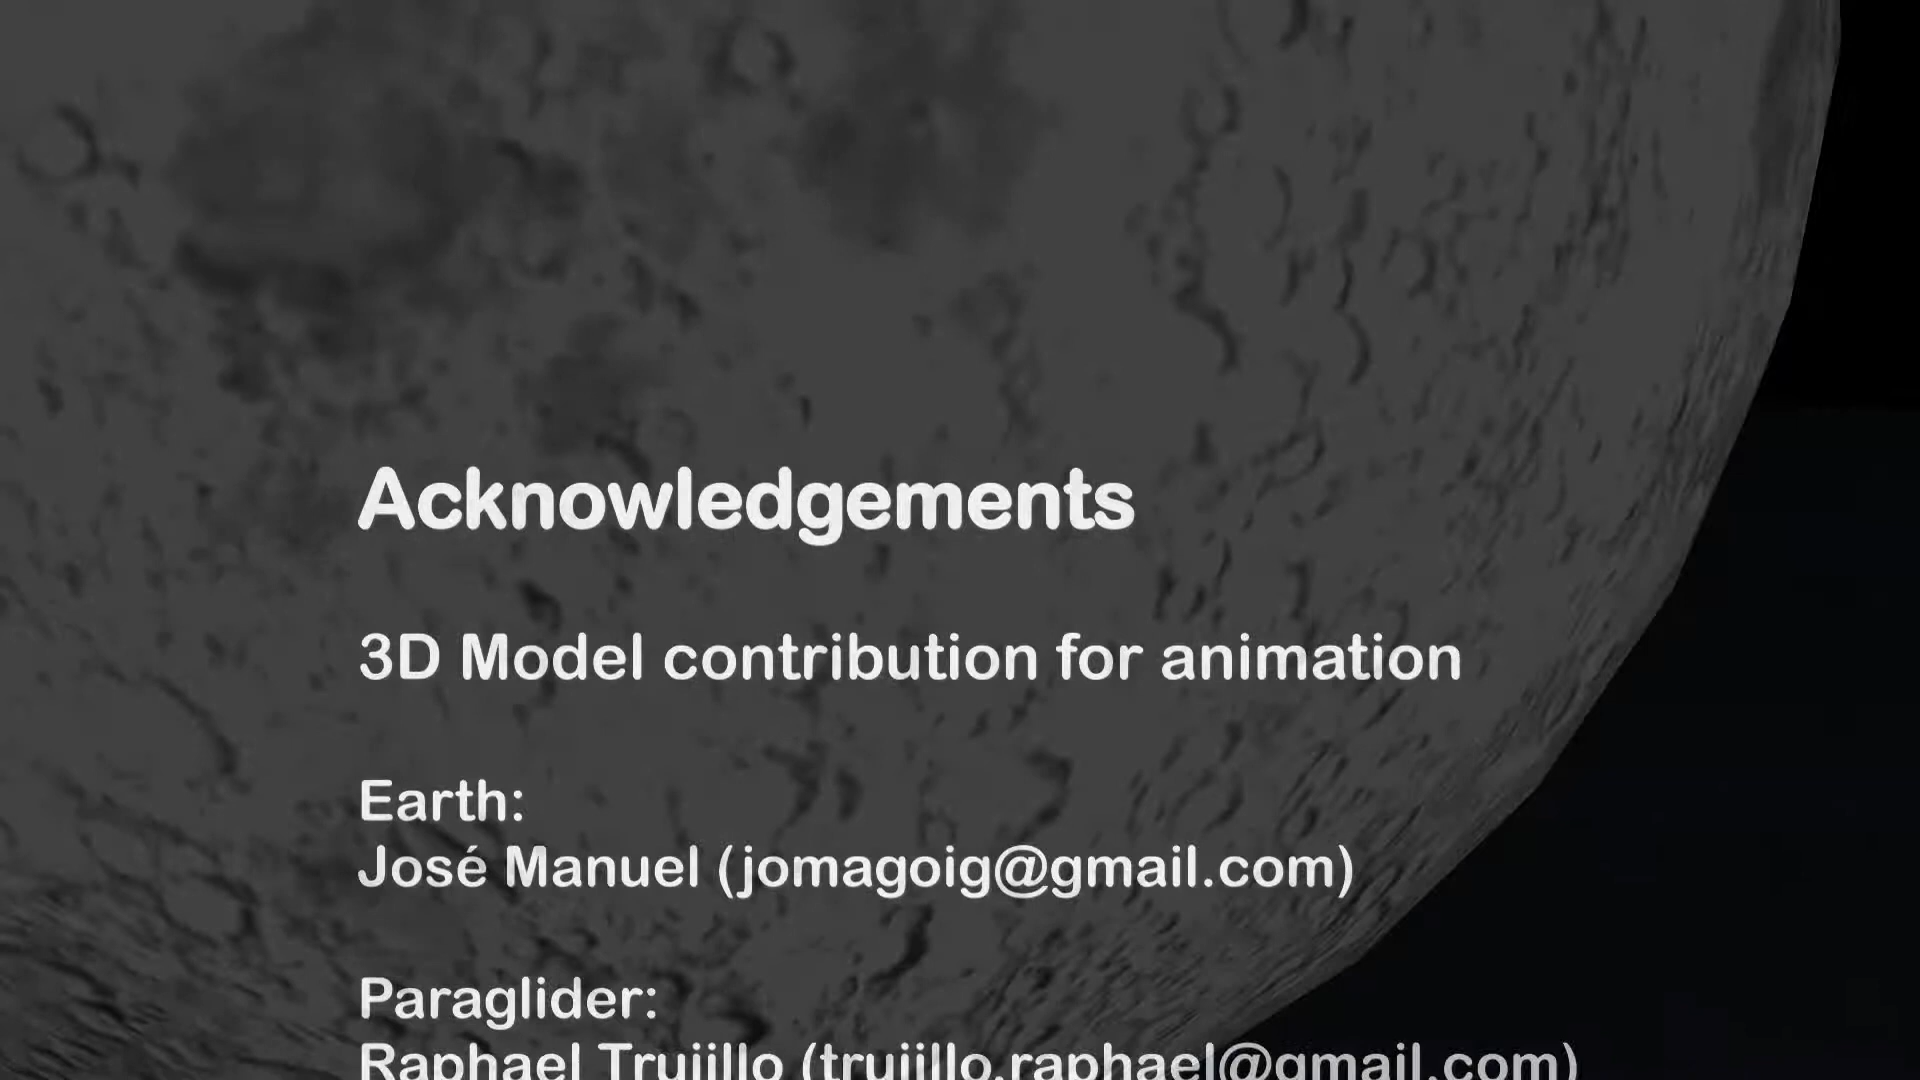 Acknowledgements
3D Model contribution for animation
Earth:
José Manuel (jomagoig@gmail.com)
Paraglider:
Raphael Trujillo (trujillo.raphael@gmail.com)